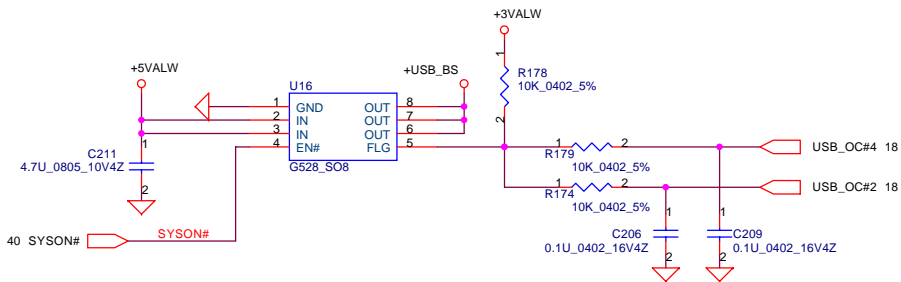 +3VALW
+5VALW
+USB_BS
1
R178
10K_0402_5%
2
U16
1 GND OUT 8
2 IN OUT 7
3 IN OUT 6
4 EN# FLG 5
G528_SO8
1
C211
4.7U_0805_10V4Z
2
1 2
R179
10K_0402_5%
USB_OC#4 18
1 2
R174
10K_0402_5%
USB_OC#2 18
1
C206
0.1U_0402_16V4Z
2
1
C209
0.1U_0402_16V4Z
2
40 SYSON# SYSON#